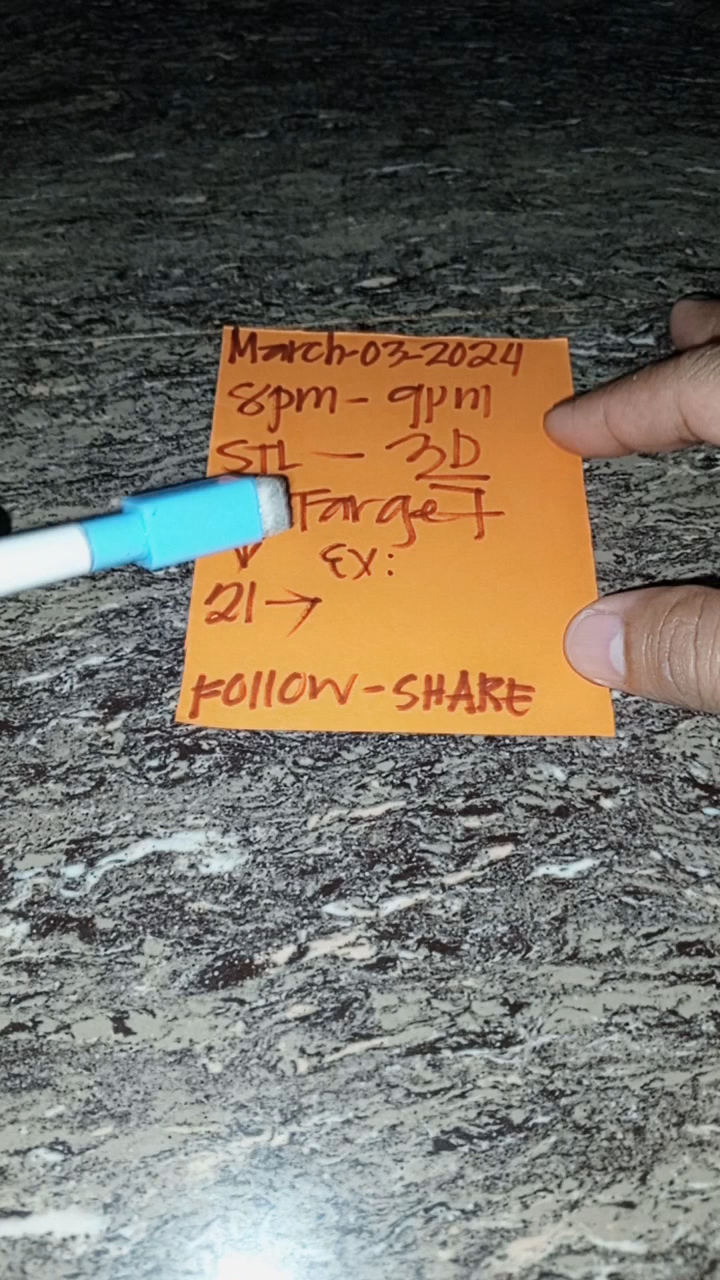 March-03-2024
8pm - 9pm
STL - 3D
Target
EX:
21→
FOLLOW-SHARE